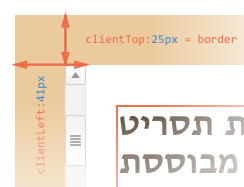 clientTop:25px = border
clientLeft:41px
ת תסריט
מבוססת